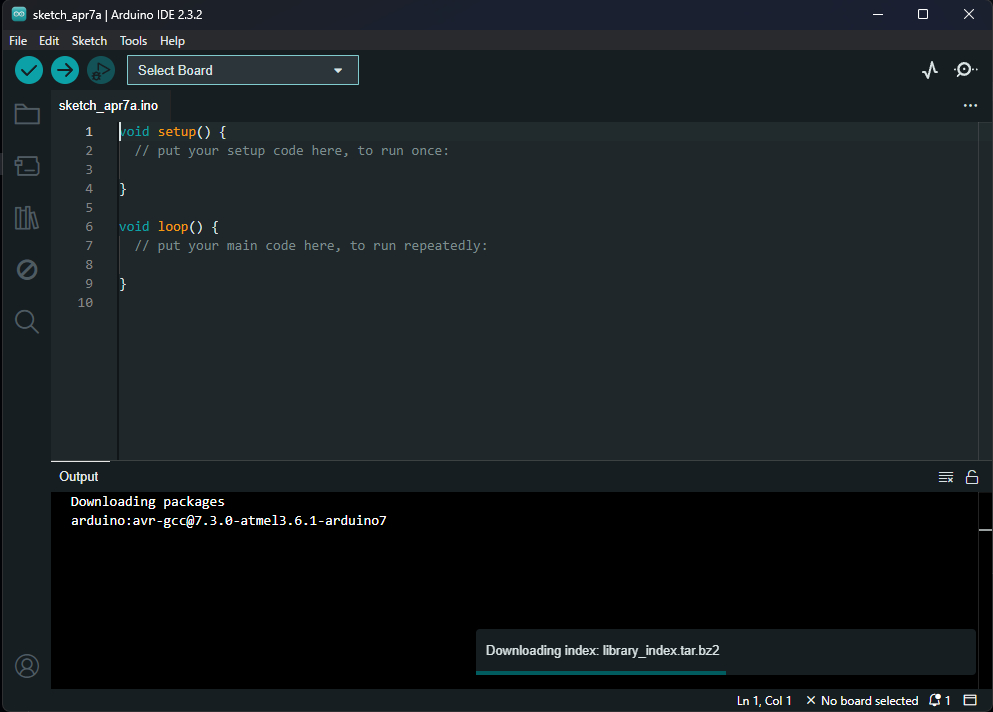 sketch_apr7a | Arduino IDE 2.3.2
File Edit Sketch Tools Help
Select Board
sketch_apr7a.ino
1 void setup() {
2 // put your setup code here, to run once:
3
4 }
5
6 void loop() {
7 // put your main code here, to run repeatedly:
8
9 }
10
Output
Downloading packages
arduino:avr-gcc@7.3.0-atmel3.6.1-arduino7
Downloading index: library_index.tar.bz2
Ln 1, Col 1 × No board selected 1